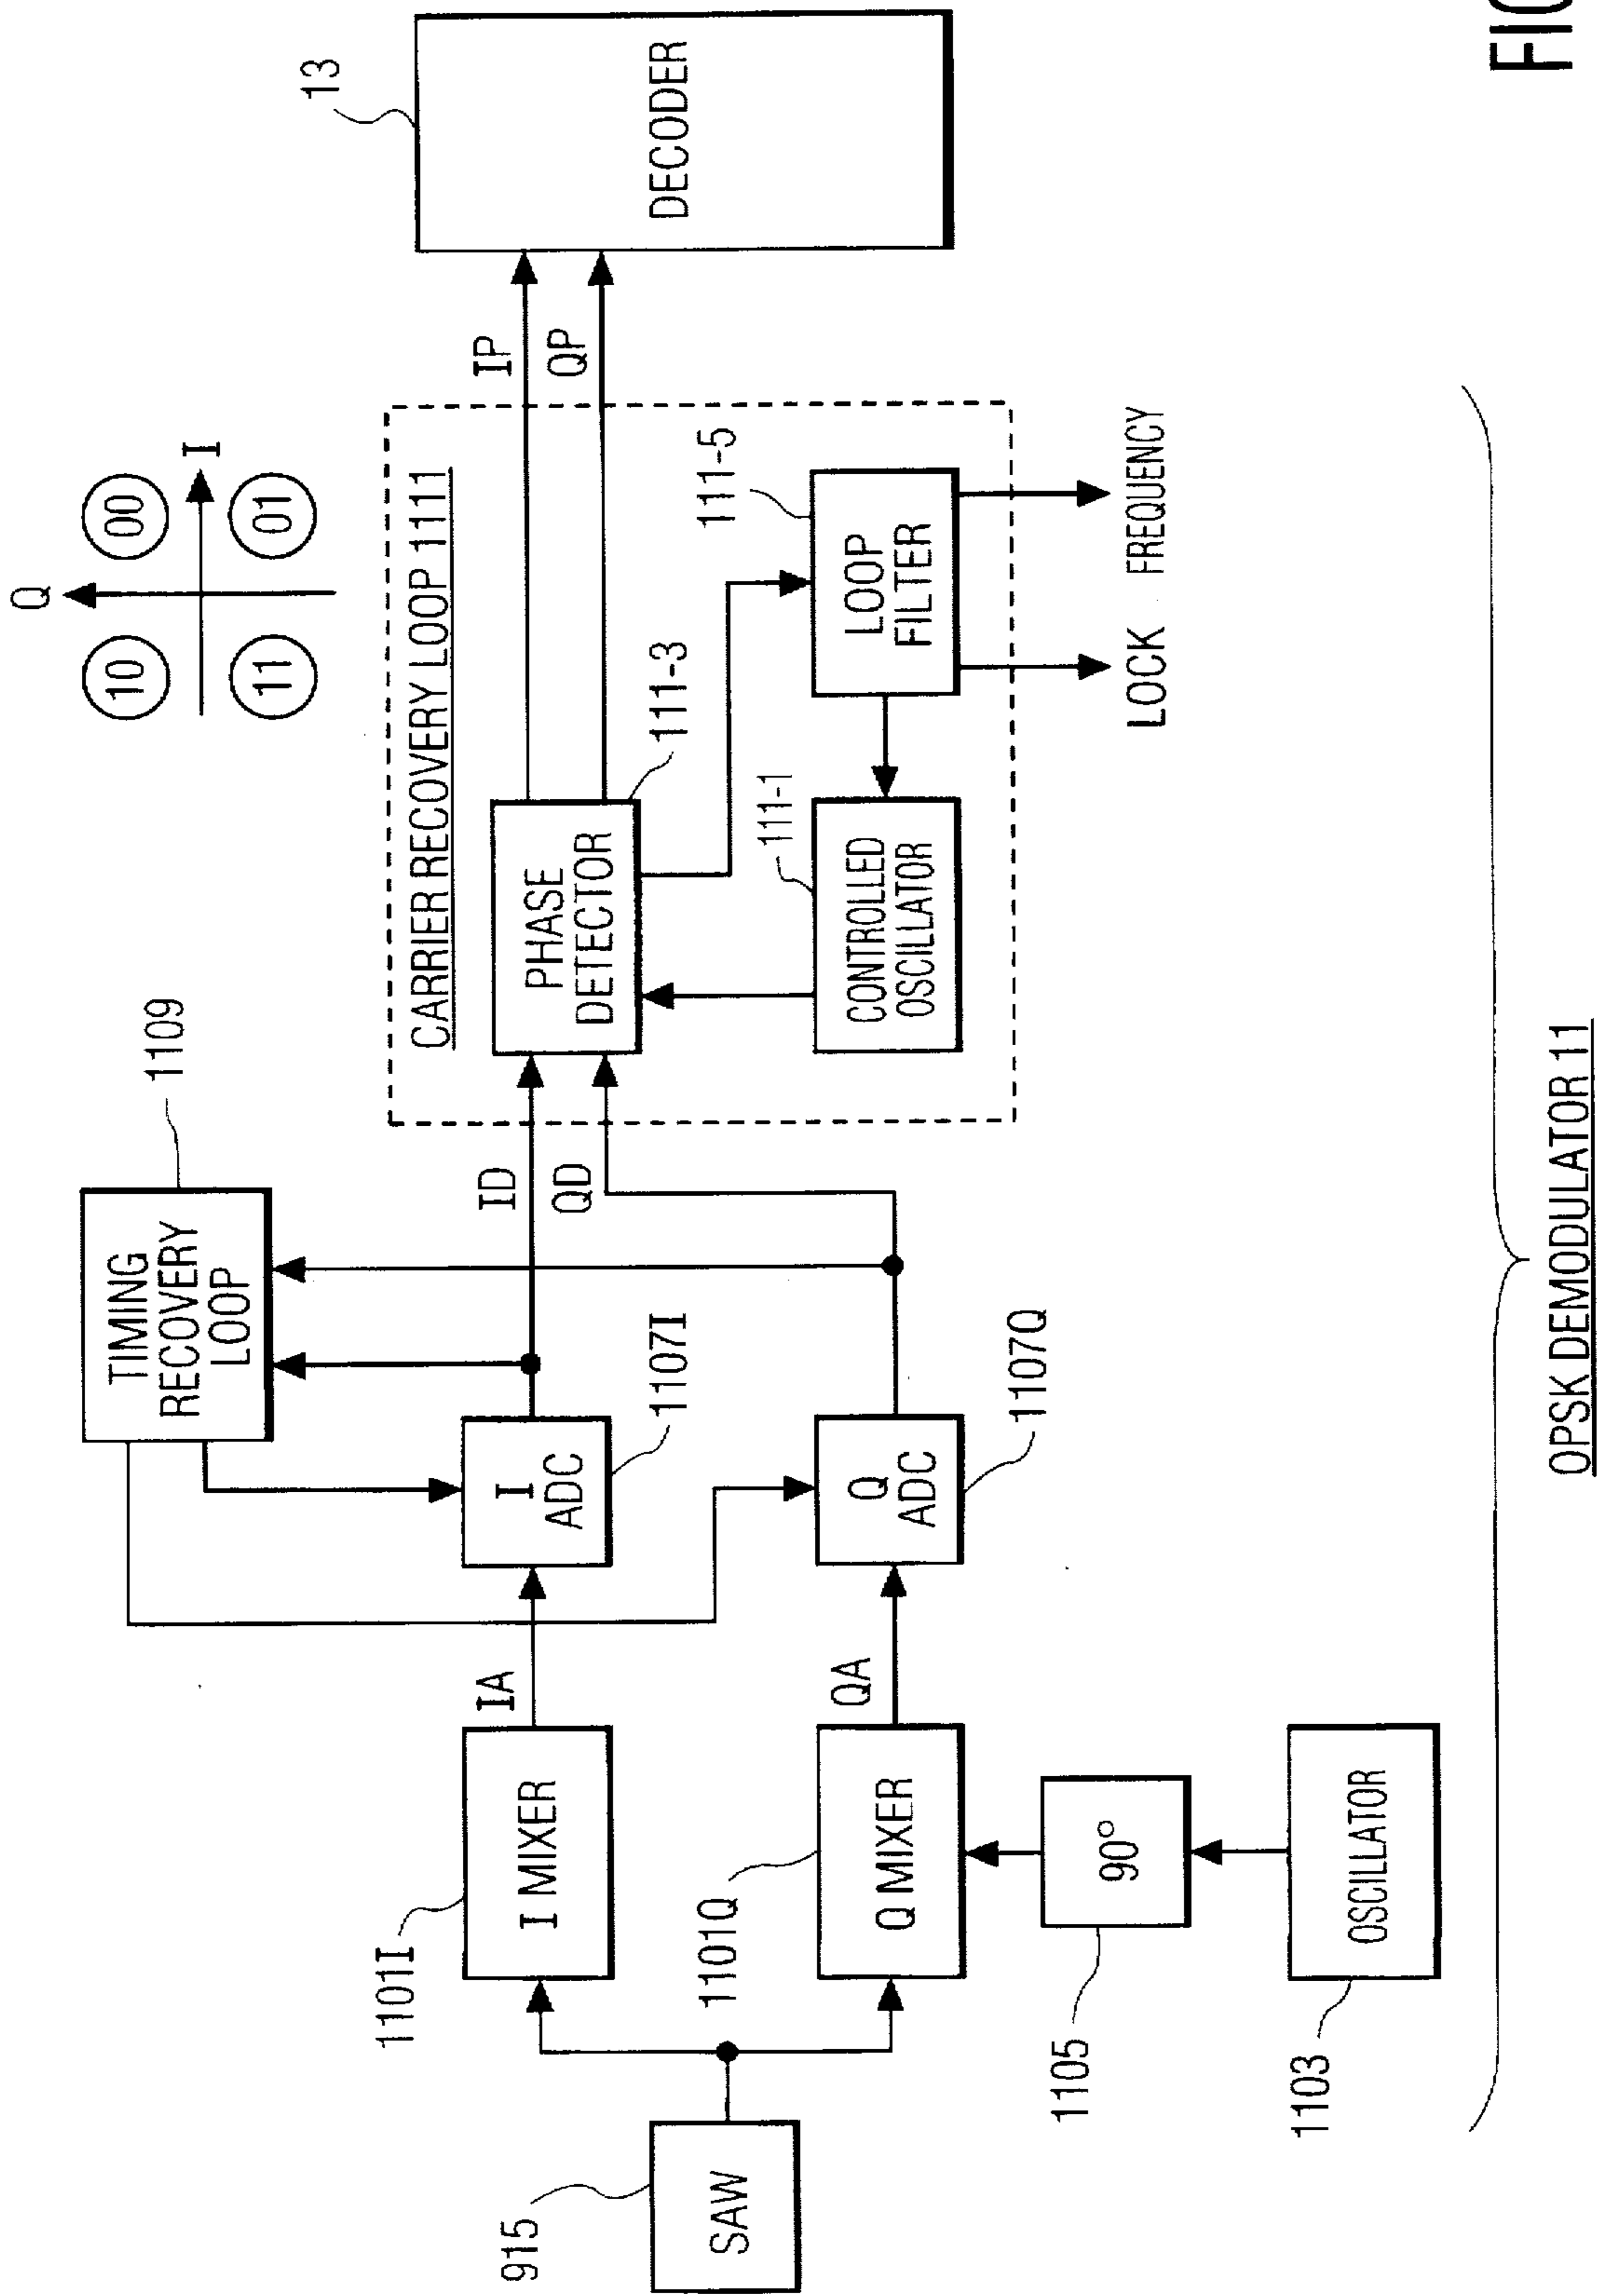 Q
10
00
I
11
01
1109
TIMING
RECOVERY
LOOP
13
DECODER
CARRIER RECOVERY LOOP 1111
1101I
I MIXER
IA
I
ADC
1107I
ID
QD
PHASE
DETECTOR
111-3
IP
QP
915
SAW
1101Q
Q MIXER
QA
Q
ADC
1107Q
111-1
CONTROLLED
OSCILLATOR
111-5
LOOP
FILTER
1105
90°
LOCK FREQUENCY
1103
OSCILLATOR
QPSK DEMODULATOR 11